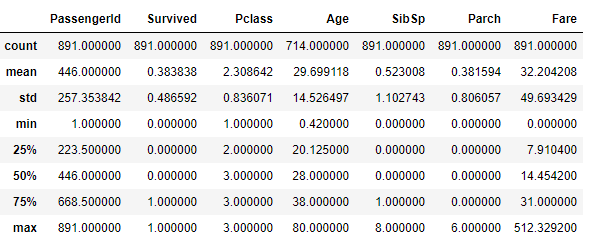 PassengerId Survived Pclass Age SibSp Parch Fare
count 891.000000 891.000000 891.000000 714.000000 891.000000 891.000000 891.000000
mean 446.000000 0.383838 2.308642 29.699118 0.523008 0.381594 32.204208
std 257.353842 0.486592 0.836071 14.526497 1.102743 0.806057 49.693429
min 1.000000 0.000000 1.000000 0.420000 0.000000 0.000000 0.000000
25% 223.500000 0.000000 2.000000 20.125000 0.000000 0.000000 7.910400
50% 446.000000 0.000000 3.000000 28.000000 0.000000 0.000000 14.454200
75% 668.500000 1.000000 3.000000 38.000000 1.000000 0.000000 31.000000
max 891.000000 1.000000 3.000000 80.000000 8.000000 6.000000 512.329200